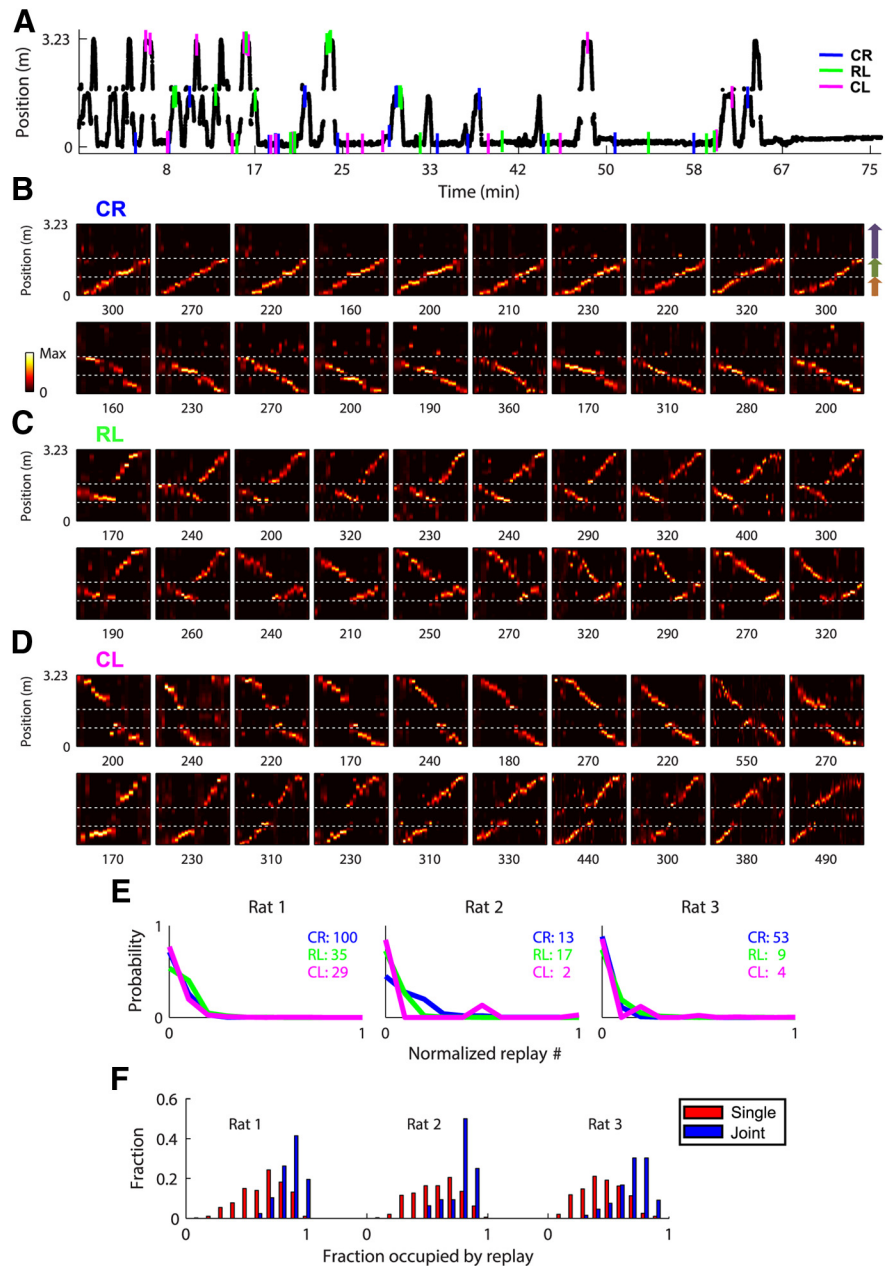 A
3.23
Position (m)
0
CR
RL
CL
8 17 25 33 42 50 58 67 75
Time (min)
B
CR
3.23
Position (m)
0
300 270 220 160 200 210 230 220 320 300
Max
0
160 230 270 200 190 360 170 310 280 200
C
RL
3.23
Position (m)
0
170 240 200 320 230 240 290 320 400 300
190 260 240 210 250 270 320 290 270 320
D
CL
3.23
Position (m)
0
200 240 220 170 240 180 270 220 550 270
170 230 310 230 310 330 440 300 380 490
E
Rat 1 Rat 2 Rat 3
1
Probability
0
CR: 100
RL: 35
CL: 29
CR: 13
RL: 17
CL: 2
CR: 53
RL: 9
CL: 4
0 1 0 1 0 1
Normalized replay #
F
0.6
0.4
0.2
0
Fraction
Rat 1 Rat 2 Rat 3
Single
Joint
0 1 0 1 0 1
Fraction occupied by replay